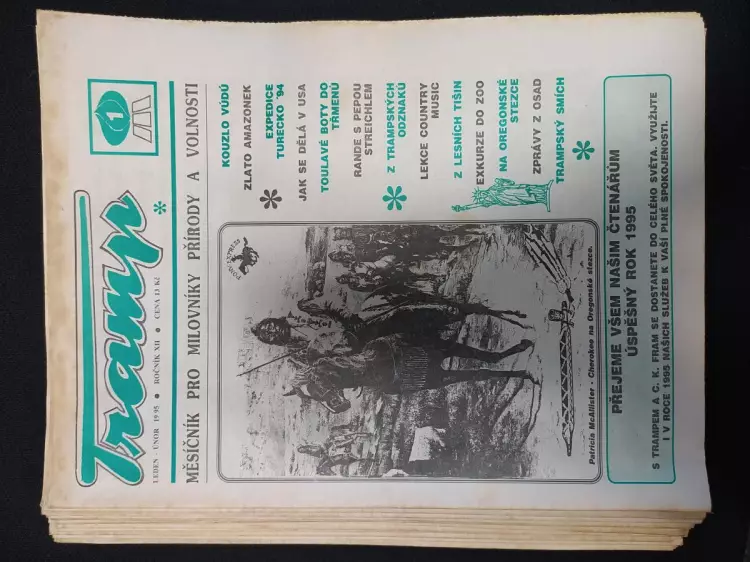 Tramp
1
LEDEN - ÚNOR 1995 • ROČNÍK XII • CENA 13 Kč
MĚSÍČNÍK PRO MILOVNÍKY PŘÍRODY A VOLNOSTI
PONY EXPRESS
Patricia McAllister - Cherokee na Oregonské stezce.
KOUZLO VÚDÚ
ZLATO AMAZONEK
EXPEDICE
TURECKO '94
JAK SE DĚLÁ V USA
TOULAVÉ BOTY DO
TŘMENŮ
RANDE S PEPOU
STREICHLEM
Z TRAMPSKÝCH
ODZNAKŮ
LEKCE COUNTRY
MUSIC
Z LESNÍCH TIŠIN
EXKURZE DO ZOO
NA OREGONSKÉ
STEZCE
ZPRÁVY Z OSAD
TRAMPSKÝ SMÍCH
PŘEJEME VŠEM NAŠIM ČTENÁŘŮM
ÚSPĚŠNÝ ROK 1995
S TRAMPEM A C. K. FRAM SE DOSTANETE DO CELÉHO SVĚTA. VYUŽIJTE
I V ROCE 1995 NAŠICH SLUŽEB K VAŠÍ PLNÉ SPOKOJENOSTI.